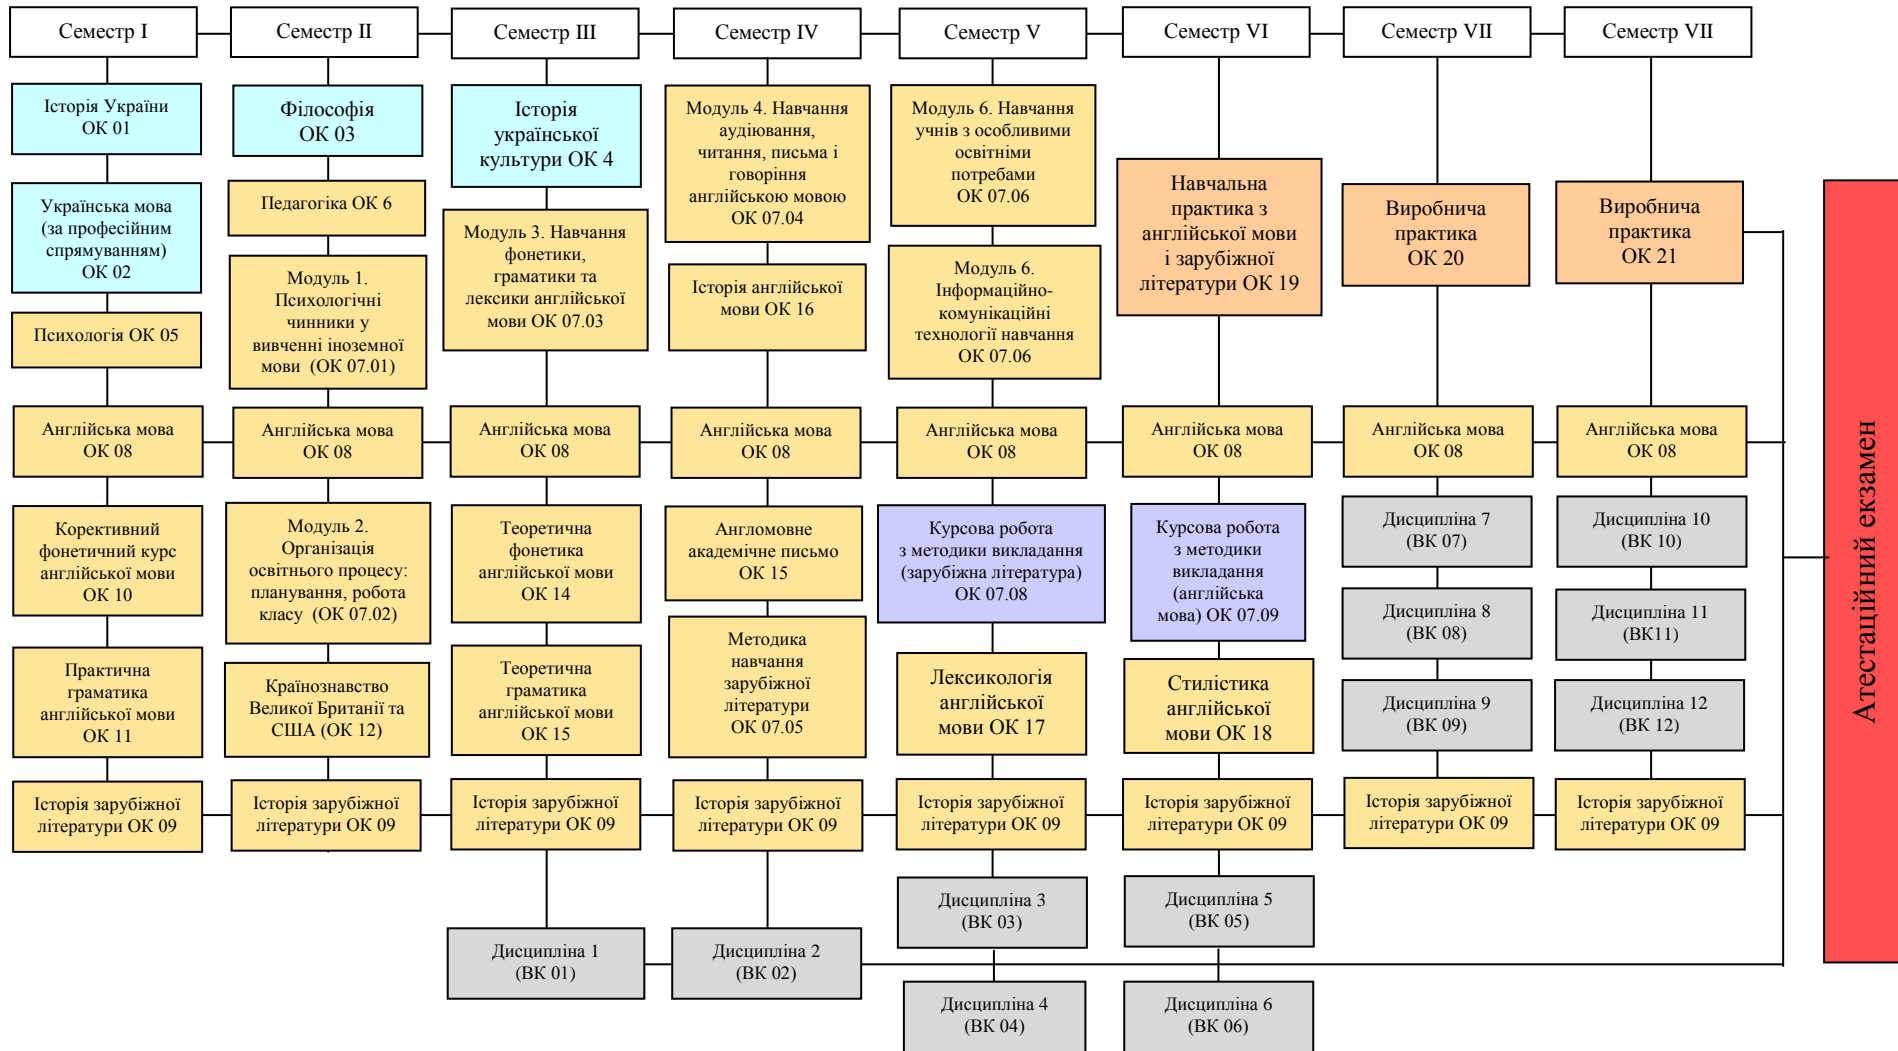 Семестр I
Семестр II
Семестр III
Семестр IV
Семестр V
Семестр VI
Семестр VII
Семестр VII
Історія України
ОК 01
Українська мова
(за професійним
спрямуванням)
ОК 02
Психологія ОК 05
Англійська мова
ОК 08
Корективний
фонетичний курс
англійської мови
ОК 10
Практична
граматика
англійської мови
ОК 11
Історія зарубіжної
літератури ОК 09
Філософія
ОК 03
Педагогіка ОК 6
Модуль 1.
Психологічні
чинники у
вивченні іноземної
мови (ОК 07.01)
Англійська мова
ОК 08
Модуль 2.
Організація
освітнього процесу:
планування, робота
класу (ОК 07.02)
Країнознавство
Великої Британії та
США (ОК 12)
Історія зарубіжної
літератури ОК 09
Історія
української
культури ОК 4
Модуль 3. Навчання
фонетики,
граматики та
лексики англійської
мови ОК 07.03
Англійська мова
ОК 08
Теоретична
фонетика
англійської мови
ОК 14
Теоретична
граматика
англійської мови
ОК 15
Історія зарубіжної
літератури ОК 09
Дисципліна 1
(ВК 01)
Модуль 4. Навчання
аудіювання,
читання, письма і
говоріння
англійською мовою
ОК 07.04
Історія англійської
мови ОК 16
Англійська мова
ОК 08
Англомовне
академічне письмо
ОК 15
Методика
навчання
зарубіжної
літератури
ОК 07.05
Історія зарубіжної
літератури ОК 09
Дисципліна 2
(ВК 02)
Модуль 6. Навчання
учнів з особливими
освітніми
потребами
ОК 07.06
Модуль 6.
Інформаційно-
комунікаційні
технології навчання
ОК 07.06
Англійська мова
ОК 08
Курсова робота
з методики викладання
(зарубіжна література)
ОК 07.08
Лексикологія
англійської
мови ОК 17
Історія зарубіжної
літератури ОК 09
Дисципліна 3
(ВК 03)
Дисципліна 4
(ВК 04)
Навчальна
практика з
англійської мови
і зарубіжної
літератури ОК 19
Англійська мова
ОК 08
Курсова робота
з методики
викладання
(англійська
мова) ОК 07.09
Стилістика
англійської
мови ОК 18
Історія зарубіжної
літератури ОК 09
Дисципліна 5
(ВК 05)
Дисципліна 6
(ВК 06)
Виробнича
практика
ОК 20
Англійська мова
ОК 08
Дисципліна 7
(ВК 07)
Дисципліна 8
(ВК 08)
Дисципліна 9
(ВК 09)
Історія зарубіжної
літератури ОК 09
Виробнича
практика
ОК 21
Англійська мова
ОК 08
Дисципліна 10
(ВК 10)
Дисципліна 11
(ВК11)
Дисципліна 12
(ВК 12)
Історія зарубіжної
літератури ОК 09
Атестаційний екзамен